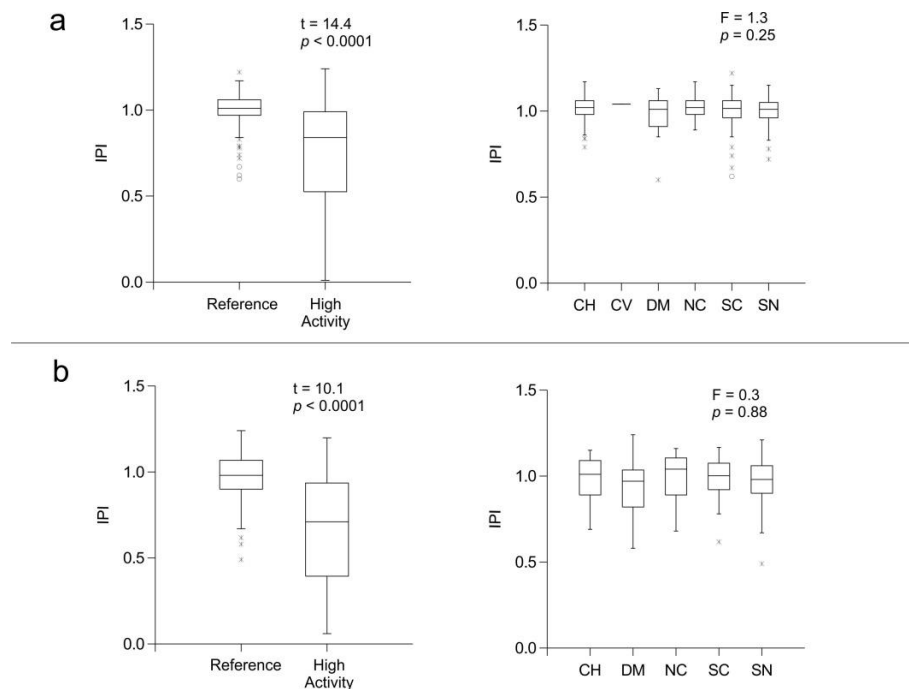 a
t = 14.4
p < 0.0001
IPI
1.5
1.0
0.5
0.0
Reference
High
Activity
F = 1.3
p = 0.25
IPI
1.5
1.0
0.5
0.0
CH CV DM NC SC SN
b
t = 10.1
p < 0.0001
IPI
1.5
1.0
0.5
0.0
Reference
High
Activity
F = 0.3
p = 0.88
IPI
1.5
1.0
0.5
0.0
CH DM NC SC SN